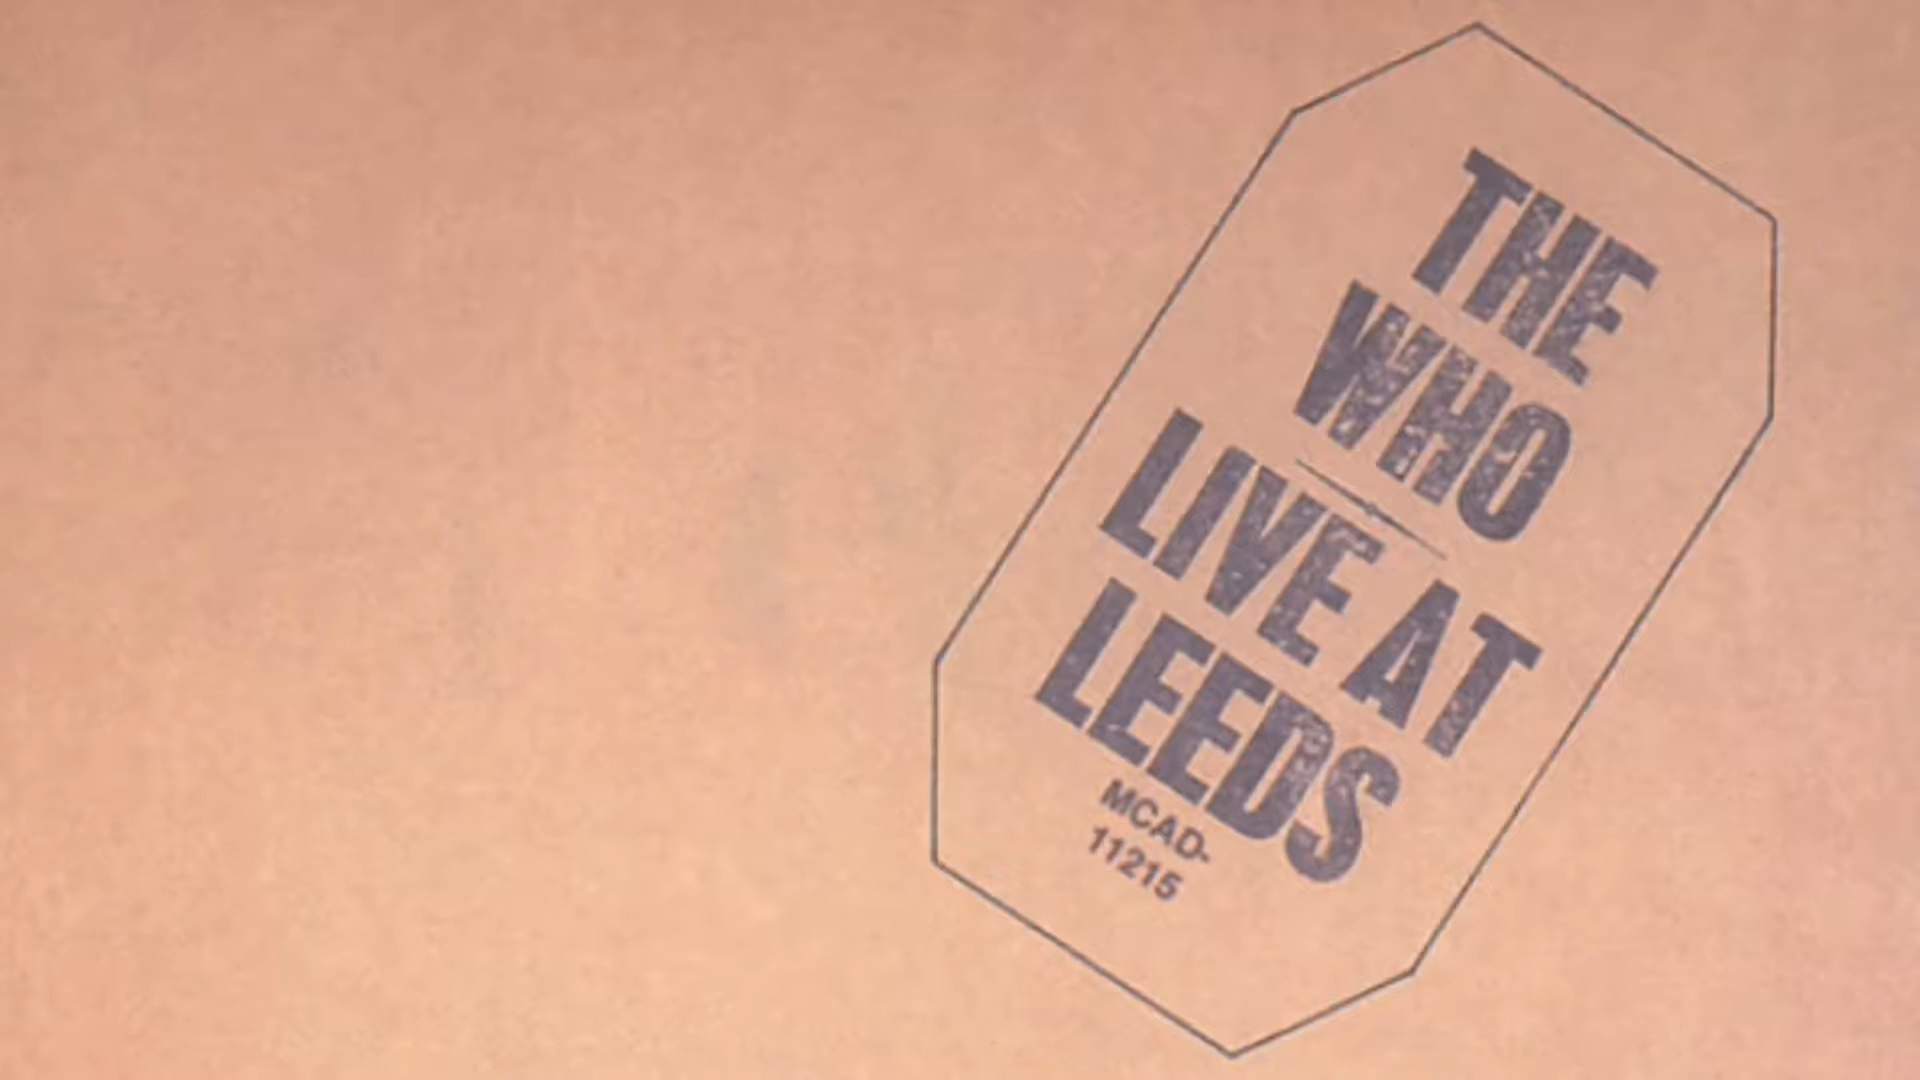 THE
WHO
LIVE AT
LEEDS
MCAD-
11215